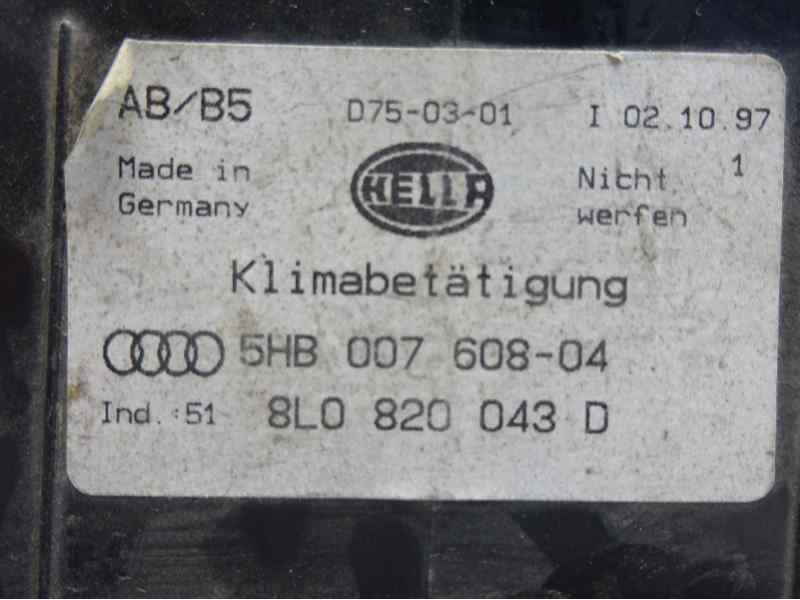 AB/B5 D75-03-01 I 02.10.97
Made in Nicht 1
Germany HELLA werfen
Klimabetätigung
5HB 007 608-04
Ind.:51 8L0 820 043 D